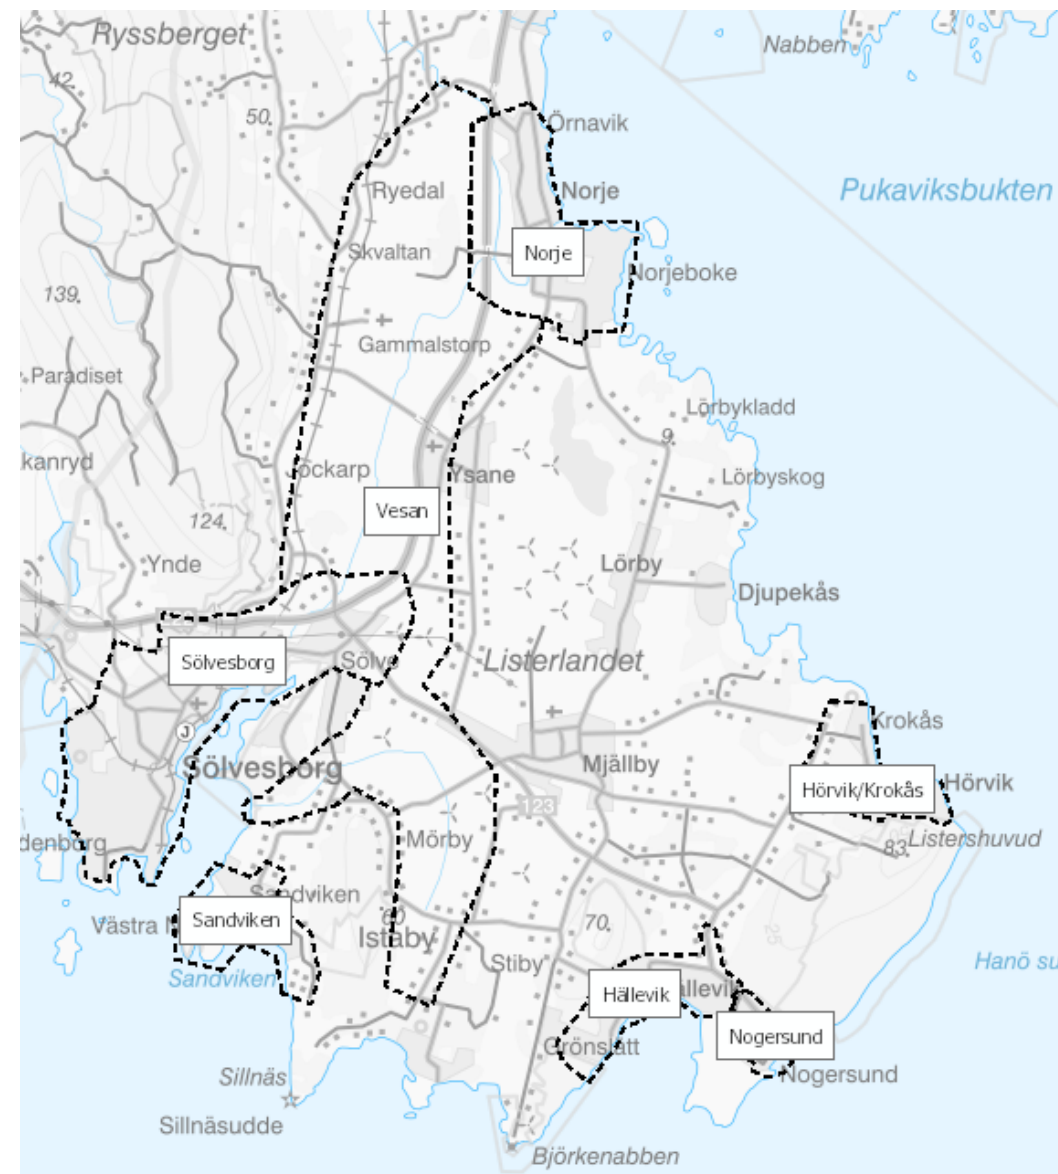 Ryssberget
Nabben
42.
50.
Örnavik
Ryedal
Norje
Pukaviksbukten
Skvaltan
Norje
Norjeboke
139.
Gammalstorp
Paradiset
Lörbykladd
9.
kanryd
Jockarp
Ysane
Lörbyskog
Vesan
124.
Ynde
Lörby
Djupekås
Sölvesborg
Sölve
Listerlandet
Krokås
J
Sölvesborg
Mjällby
Hörvik/Krokås
Hörvik
123
denborg
Mörby
83.
Listershuvud
Sandviken
Västra
Sandviken
60
70.
25
Istaby
Sandviken
Stiby
Hanö su
Hällevik
ällevik
Grönslätt
Nogersund
Nogersund
Sillnäs
Sillnäsudde
Björkenabben